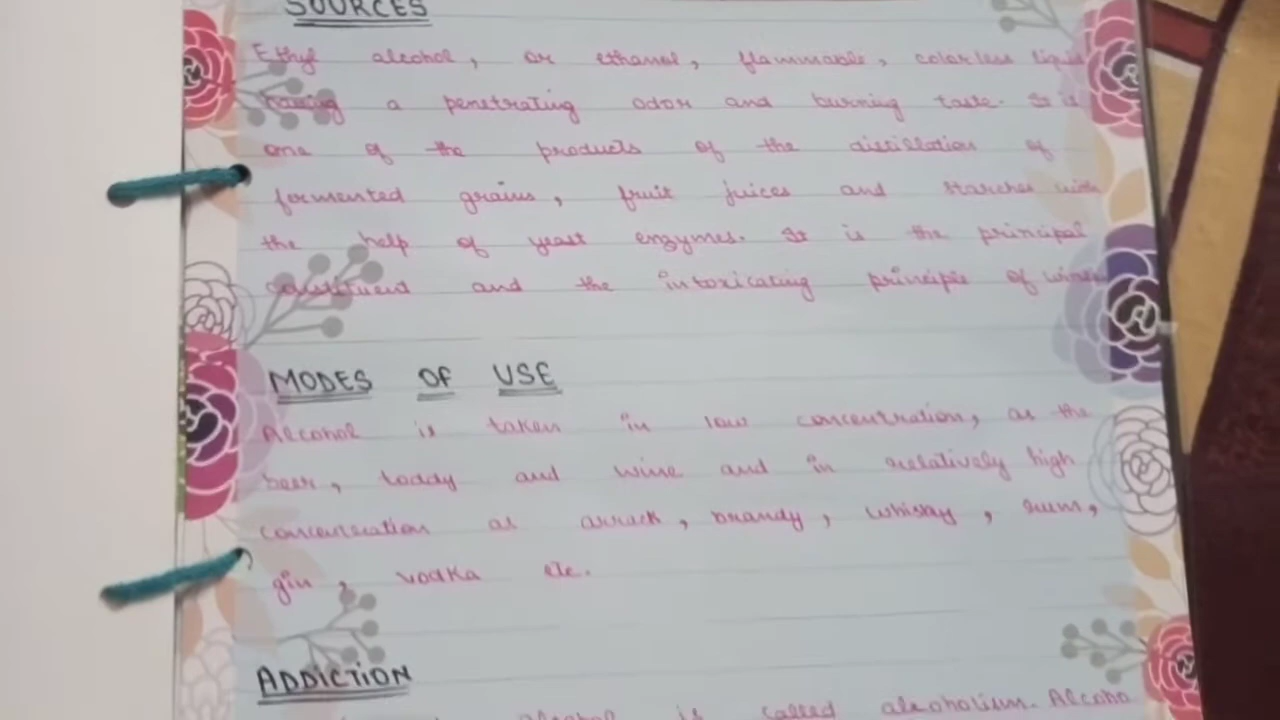 SOURCES
Ethyl alcohol, or ethanol, flammable, colorless liquid
having a penetrating odor and burning taste. It is
one of the products of the distillation of
fermented grains, fruit juices and starches with
the help of yeast enzymes. It is the principal
constituent and the intoxicating principle of wines
MODES OF USE
Alcohol is taken in low concentration, as the
beer, toddy and wine and in relatively high
concentration as arrack, brandy, whisky, rum,
gin, vodka etc.
ADDICTION
alcohol is called alcoholism. Alcoho